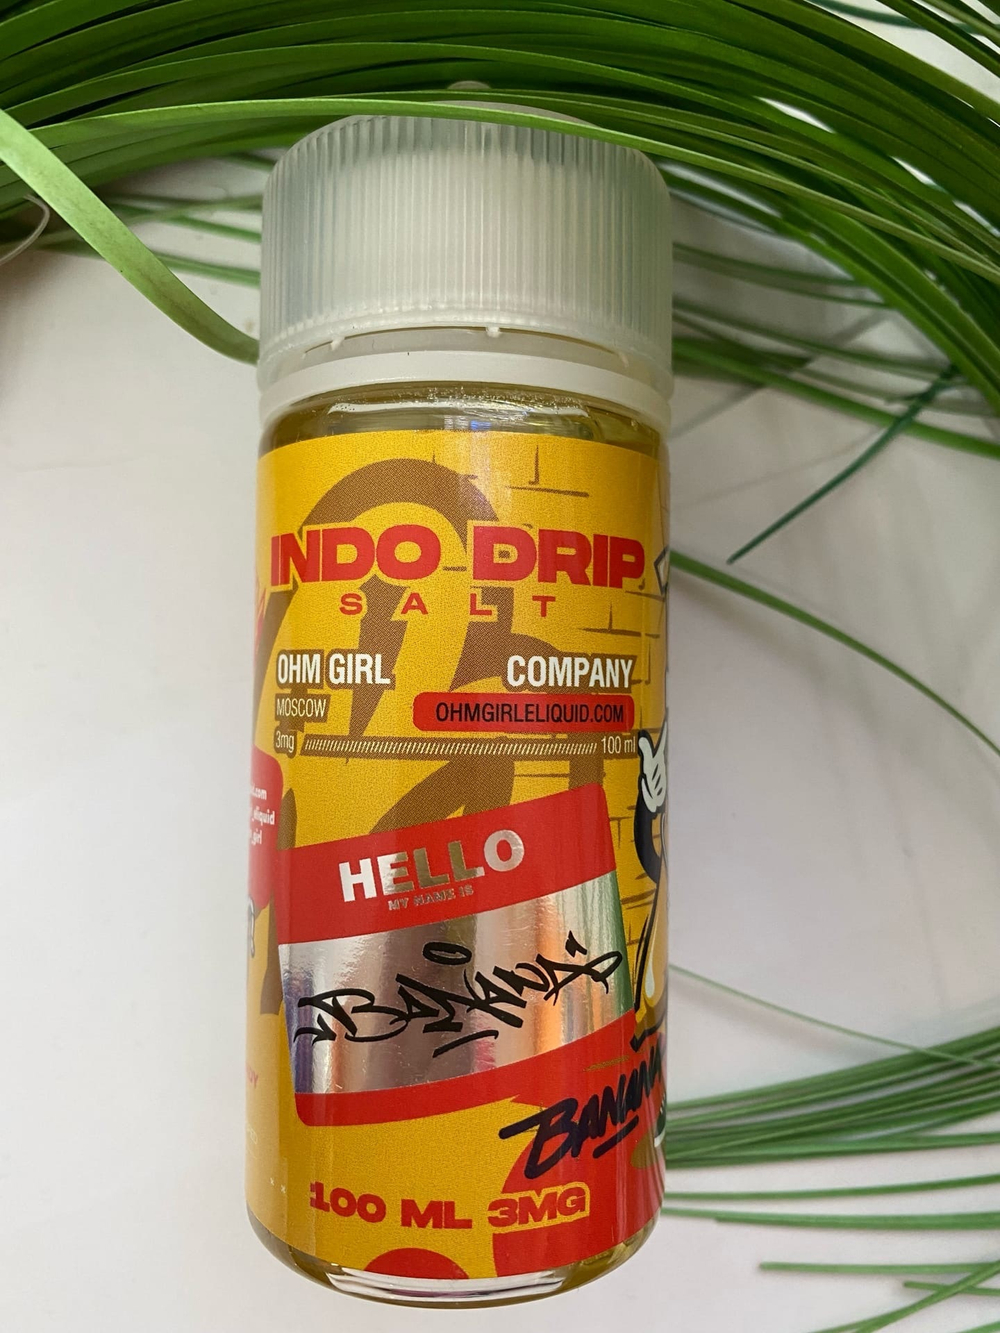 INDO DRIP
SALT
OHM GIRL COMPANY
MOSCOW OHMGIRLELIQUID.COM
3mg 100 ml
HELLO
MY NAME IS
BANANA
BANANA
100 ML 3MG